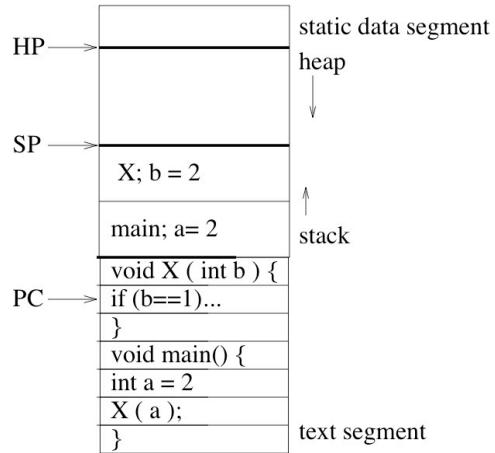 static data segment
HP
heap
SP
X; b = 2
main; a= 2
stack
void X ( int b ) {
PC
if (b==1)...
}
void main() {
int a = 2
X ( a );
}
text segment